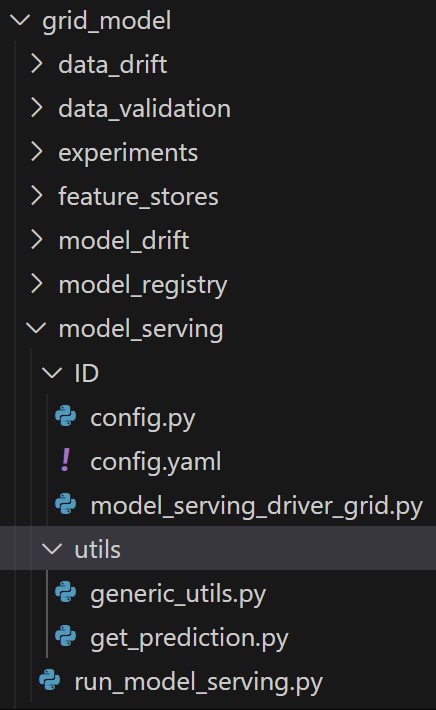 grid_model
data_drift
data_validation
experiments
feature_stores
model_drift
model_registry
model_serving
ID
config.py
! config.yaml
model_serving_driver_grid.py
utils
generic_utils.py
get_prediction.py
run_model_serving.py